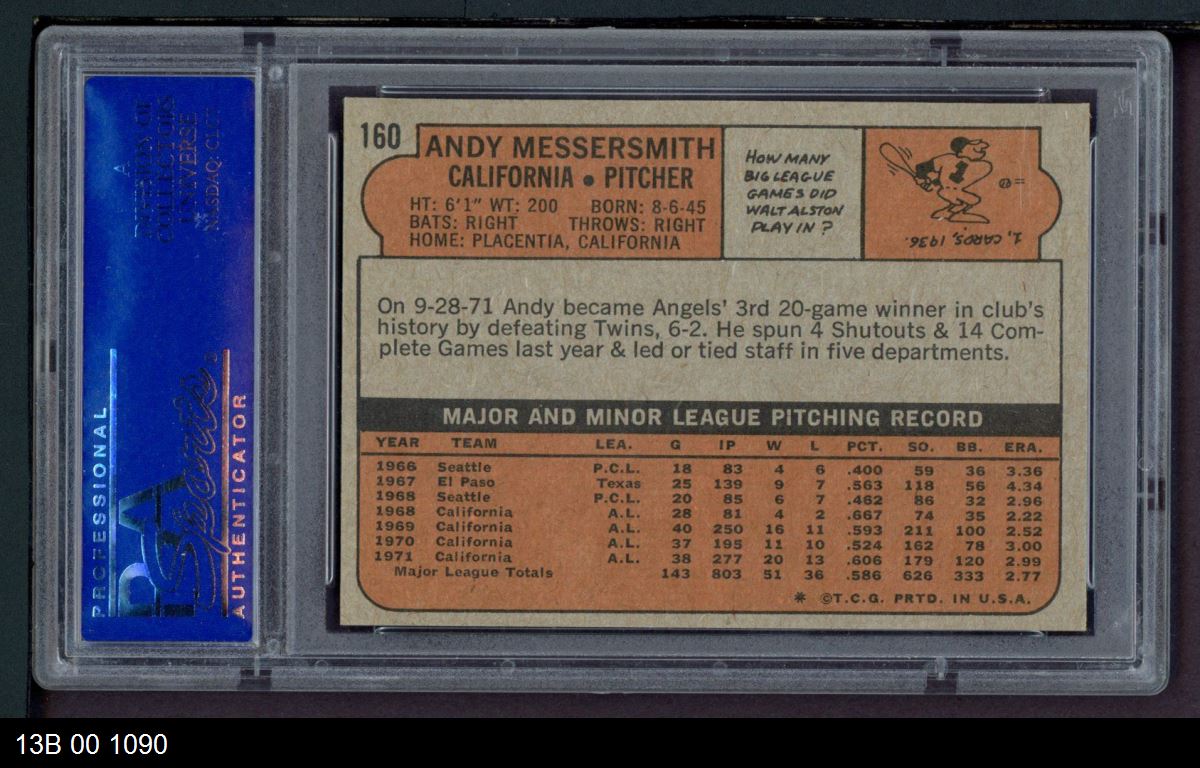 A
DIVISION OF
COLLECTORS
UNIVERSE
NASDAQ: CLCT
PROFESSIONAL
PSA
Sports
AUTHENTICATOR
160
ANDY MESSERSMITH
CALIFORNIA • PITCHER
HT: 6'1" WT: 200 BORN: 8-6-45
BATS: RIGHT THROWS: RIGHT
HOME: PLACENTIA, CALIFORNIA
HOW MANY
BIG LEAGUE
GAMES DID
WALT ALSTON
PLAY IN ?
1
1, CARDS, 1936.
On 9-28-71 Andy became Angels' 3rd 20-game winner in club's
history by defeating Twins, 6-2. He spun 4 Shutouts & 14 Com-
plete Games last year & led or tied staff in five departments.
MAJOR AND MINOR LEAGUE PITCHING RECORD
YEAR TEAM LEA. G IP W L PCT. SO. BB. ERA.
1966 Seattle P.C.L. 18 83 4 6 .400 59 36 3.36
1967 El Paso Texas 25 139 9 7 .563 118 56 4.34
1968 Seattle P.C.L. 20 85 6 7 .462 86 32 2.96
1968 California A.L. 28 81 4 2 .667 74 35 2.22
1969 California A.L. 40 250 16 11 .593 211 100 2.52
1970 California A.L. 37 195 11 10 .524 162 78 3.00
1971 California A.L. 38 277 20 13 .606 179 120 2.99
Major League Totals 143 803 51 36 .586 626 333 2.77
* ©T.C.G. PRTD. IN U.S.A.
13B 00 1090